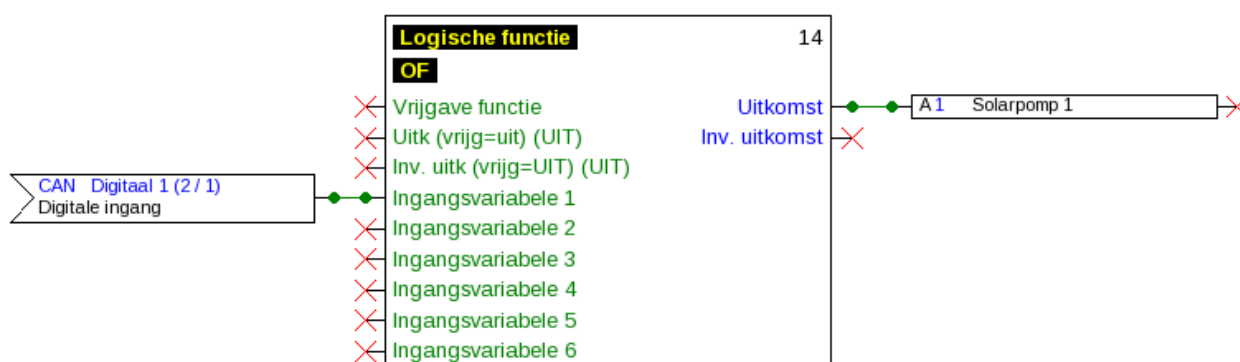 Logische functie 14
OF
Vrijgave functie Uitkomst A 1 Solarpomp 1
Uitk (vrijg=uit) (UIT) Inv. uitkomst
Inv. uitk (vrijg=UIT) (UIT)
CAN Digitaal 1 (2 / 1)
Digitale ingang
Ingangsvariabele 1
Ingangsvariabele 2
Ingangsvariabele 3
Ingangsvariabele 4
Ingangsvariabele 5
Ingangsvariabele 6